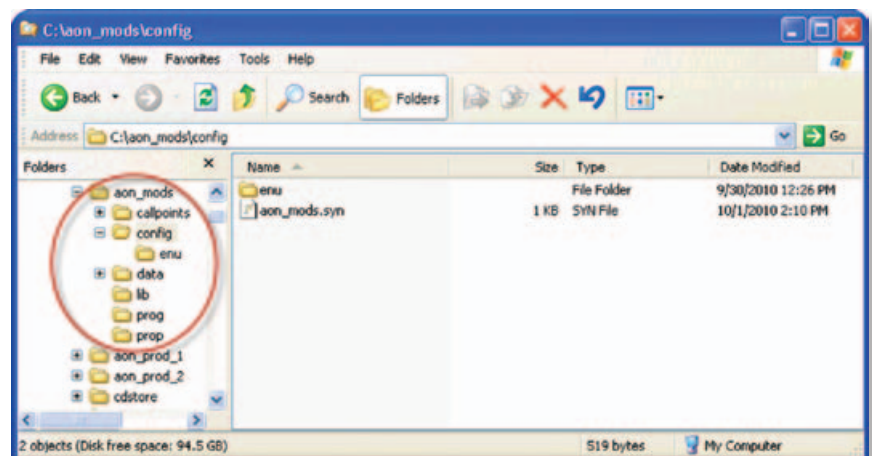 C:\aon_mods\config
File Edit View Favorites Tools Help
Back Search Folders
Address C:\aon_mods\config Go
Folders
Name Size Type Date Modified
aon_mods
callpoints
config
enu
data
lib
prog
prop
aon_prod_1
aon_prod_2
cdstore
enu File Folder 9/30/2010 12:26 PM
aon_mods.syn 1 KB SYN File 10/1/2010 2:10 PM
2 objects (Disk free space: 94.5 GB) 519 bytes My Computer